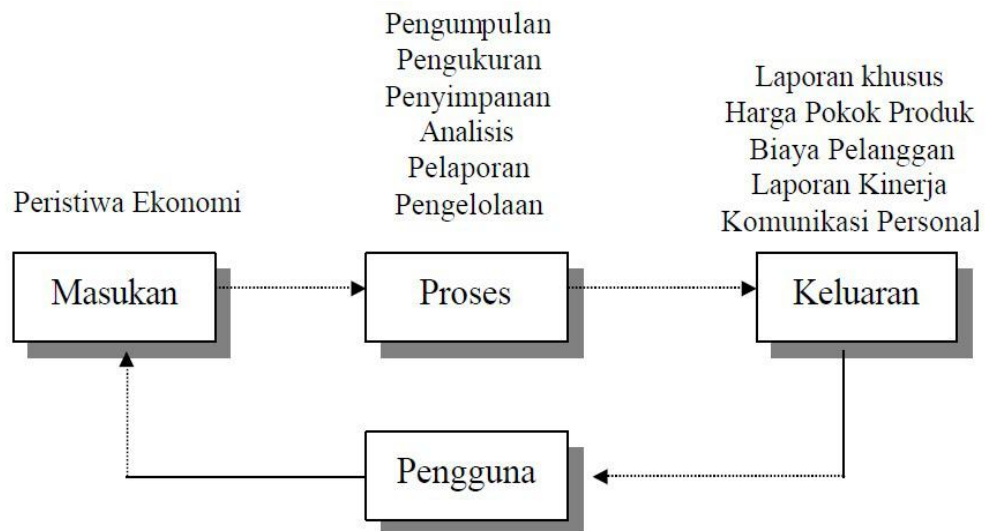 Pengumpulan
Pengukuran
Penyimpanan
Analisis
Pelaporan
Pengelolaan
Laporan khusus
Harga Pokok Produk
Biaya Pelanggan
Laporan Kinerja
Komunikasi Personal
Peristiwa Ekonomi
Masukan
Proses
Keluaran
Pengguna